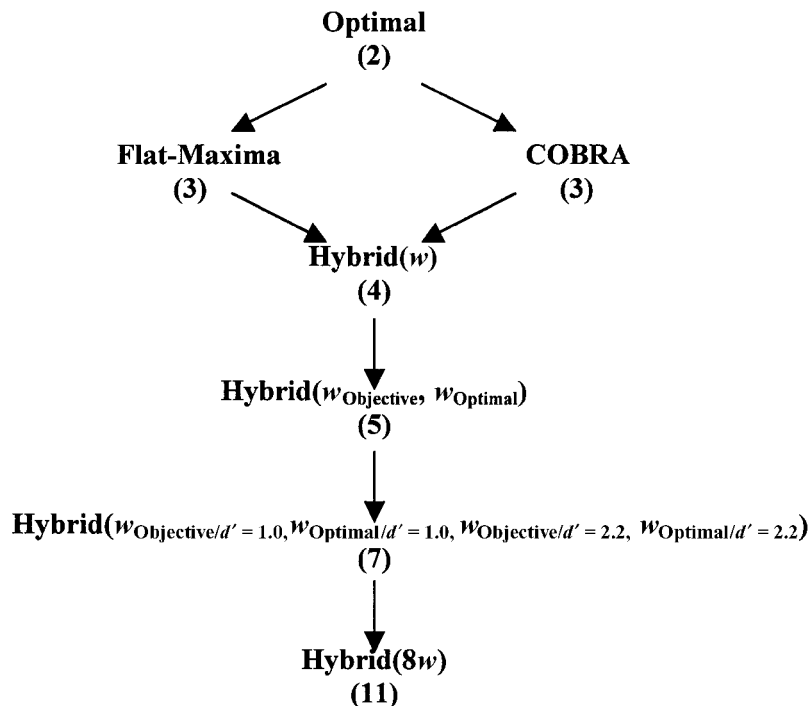 Optimal
(2)
Flat-Maxima COBRA
(3) (3)
Hybrid(w)
(4)
Hybrid(wObjective, wOptimal)
(5)
Hybrid(wObjective/d′ = 1.0, wOptimal/d′ = 1.0, wObjective/d′ = 2.2, wOptimal/d′ = 2.2)
(7)
Hybrid(8w)
(11)